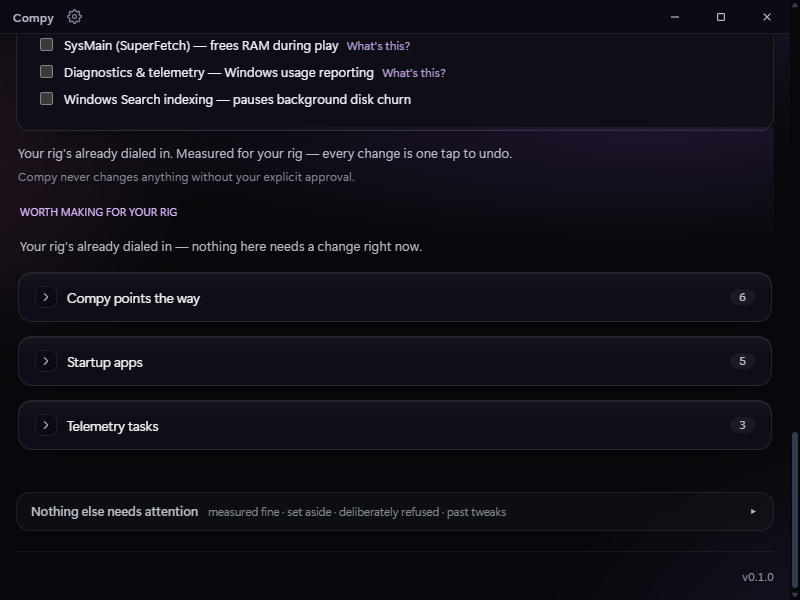 Compy
SysMain (SuperFetch) — frees RAM during play What's this?
Diagnostics & telemetry — Windows usage reporting What's this?
Windows Search indexing — pauses background disk churn
Your rig's already dialed in. Measured for your rig — every change is one tap to undo.
Compy never changes anything without your explicit approval.
WORTH MAKING FOR YOUR RIG
Your rig's already dialed in — nothing here needs a change right now.
Compy points the way 6
Startup apps 5
Telemetry tasks 3
Nothing else needs attention measured fine · set aside · deliberately refused · past tweaks
v0.1.0